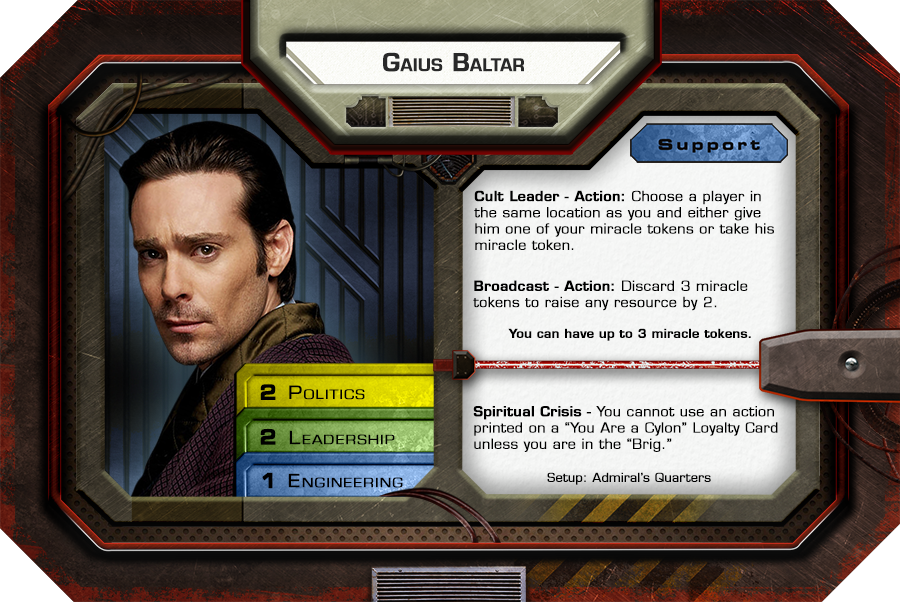 Gaius Baltar
Support
Cult Leader - Action: Choose a player in
the same location as you and either give
him one of your miracle tokens or take his
miracle token.
Broadcast - Action: Discard 3 miracle
tokens to raise any resource by 2.
You can have up to 3 miracle tokens.
2 Politics
2 Leadership
1 Engineering
Spiritual Crisis - You cannot use an action
printed on a “You Are a Cylon” Loyalty Card
unless you are in the “Brig.”
Setup: Admiral’s Quarters